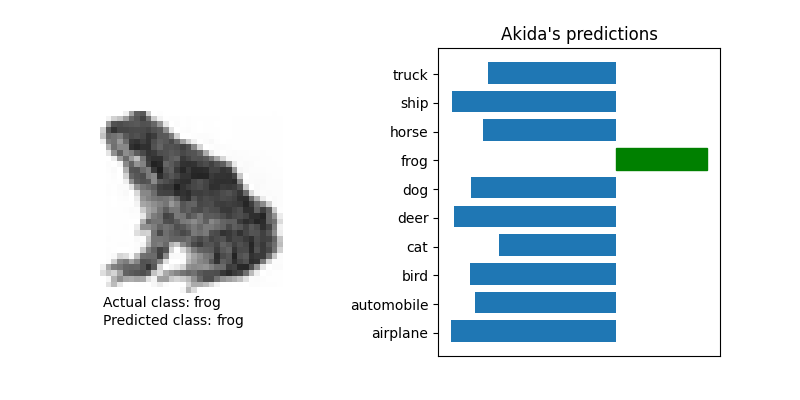 Akida's predictions
truck
ship
horse
frog
dog
deer
cat
bird
automobile
airplane
Actual class: frog
Predicted class: frog